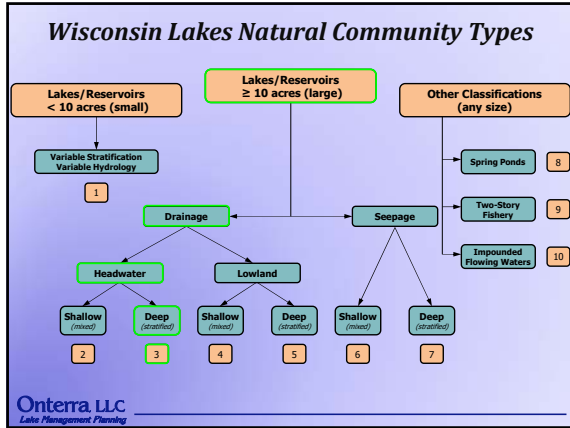 Wisconsin Lakes Natural Community Types
Lakes/Reservoirs
< 10 acres (small)
Lakes/Reservoirs
≥ 10 acres (large)
Other Classifications
(any size)
Variable Stratification
Variable Hydrology
1
Spring Ponds
8
Two-Story
Fishery
9
Impounded
Flowing Waters
10
Drainage
Seepage
Headwater
Lowland
Shallow
(mixed)
Deep
(stratified)
Shallow
(mixed)
Deep
(stratified)
Shallow
(mixed)
Deep
(stratified)
2
3
4
5
6
7
Onterra, LLC
Lake Management Planning